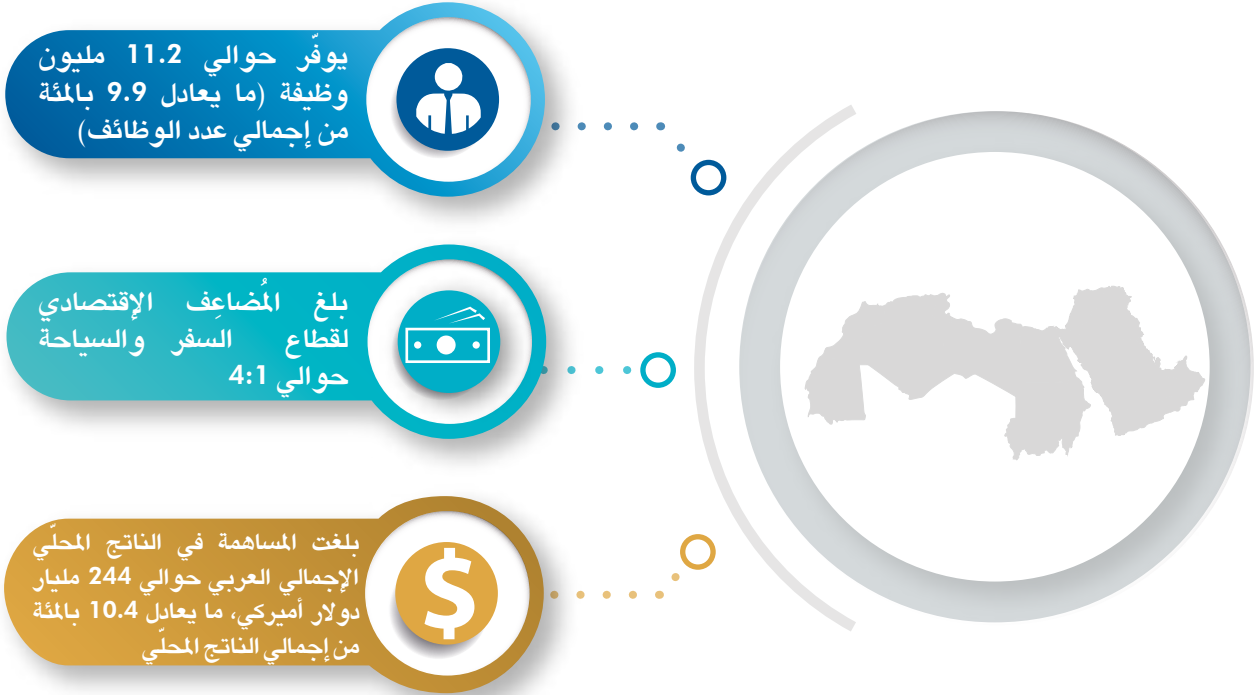 يوفّر حوالي 11.2 مليون
وظيفة (ما يعادل 9.9 بالمئة
من إجمالي عدد الوظائف)
بلغ المُضاعِف الإقتصادي
لقطاع السفر والسياحة
حوالي 4:1
بلغت المساهمة في الناتج المحلّي
الإجمالي العربي حوالي 244 مليار
دولار أميركي، ما يعادل 10.4 بالمئة
من إجمالي الناتج المحلّي